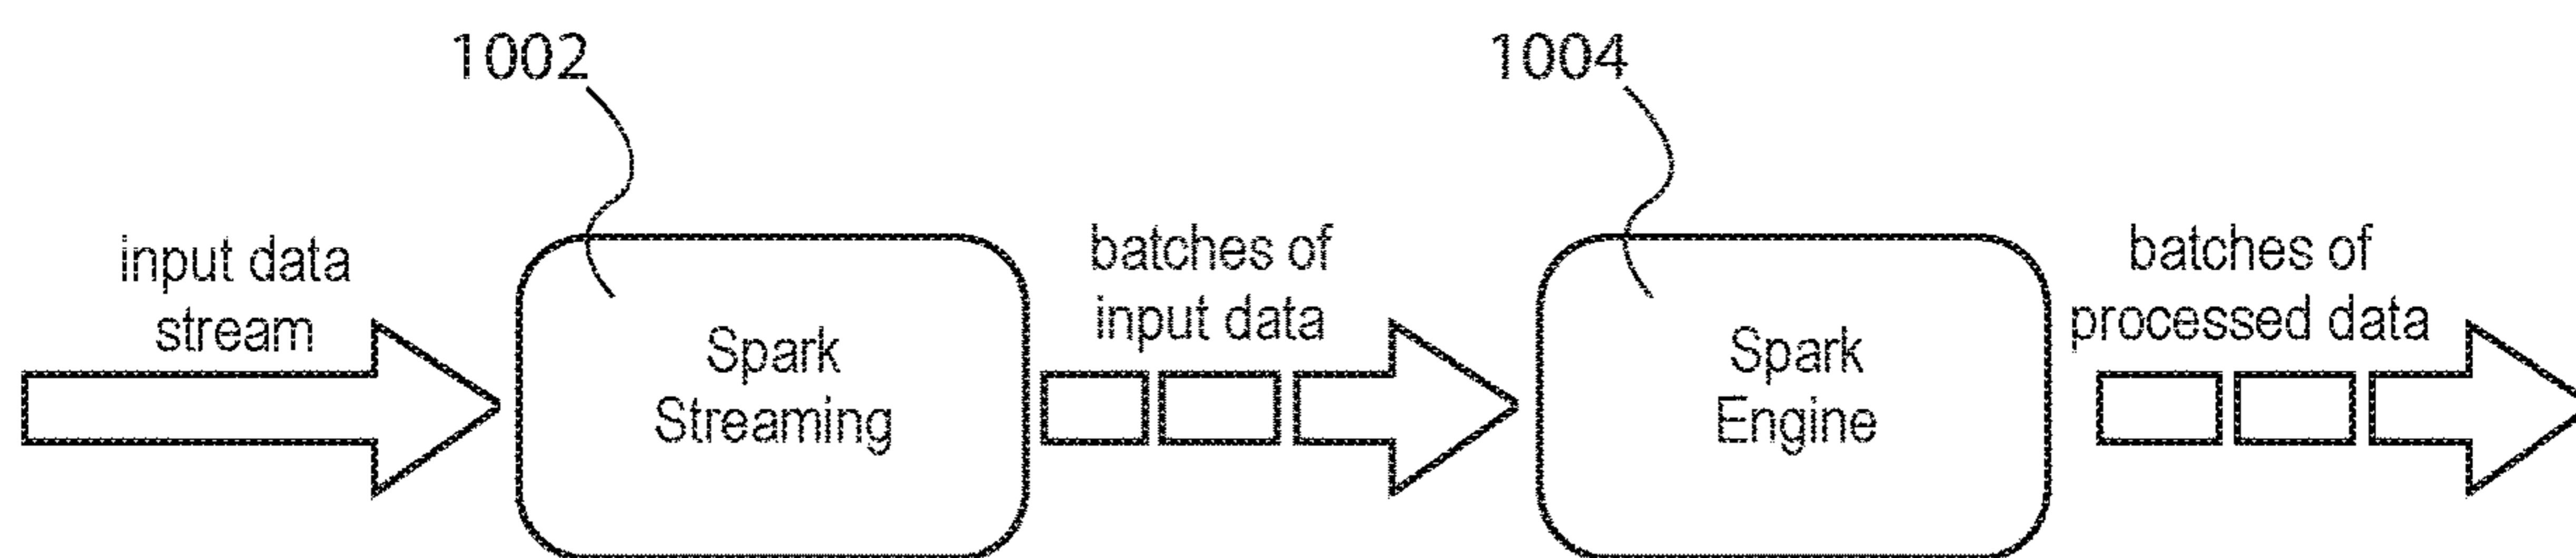 1002
1004
input data
stream
Spark
Streaming
batches of
input data
Spark
Engine
batches of
processed data